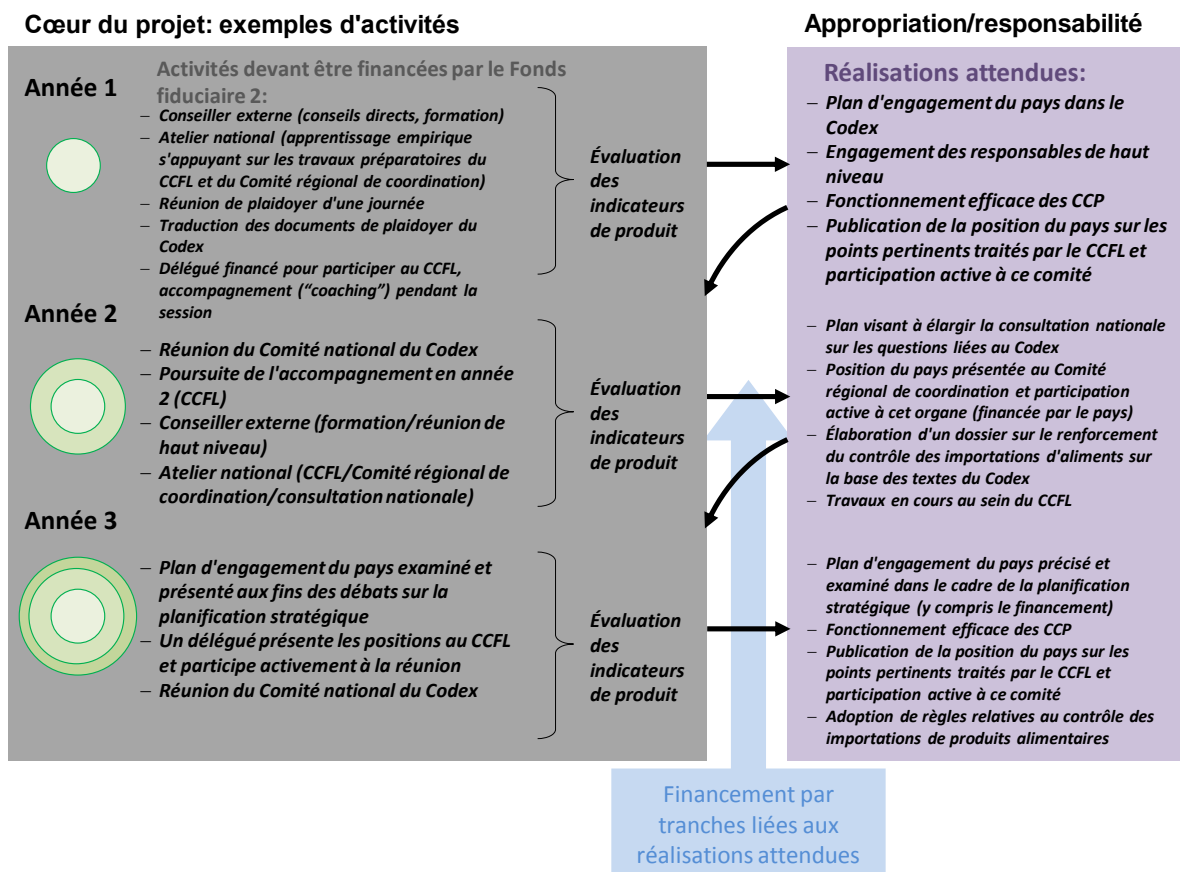 Cœur du projet: exemples d'activités
Appropriation/responsabilité
Année 1
Activités devant être financées par le Fonds
fiduciaire 2:
– Conseiller externe (conseils directs, formation)
– Atelier national (apprentissage empirique
s'appuyant sur les travaux préparatoires du
CCFL et du Comité régional de coordination)
– Réunion de plaidoyer d'une journée
– Traduction des documents de plaidoyer du
Codex
– Délégué financé pour participer au CCFL,
accompagnement (“coaching”) pendant la
session
Évaluation
des
indicateurs
de produit
Réalisations attendues:
– Plan d'engagement du pays dans le
Codex
– Engagement des responsables de haut
niveau
– Fonctionnement efficace des CCP
– Publication de la position du pays sur les
points pertinents traités par le CCFL et
participation active à ce comité
Année 2
– Réunion du Comité national du Codex
– Poursuite de l'accompagnement en année
2 (CCFL)
– Conseiller externe (formation/réunion de
haut niveau)
– Atelier national (CCFL/Comité régional de
coordination/consultation nationale)
Évaluation
des
indicateurs
de produit
– Plan visant à élargir la consultation nationale
sur les questions liées au Codex
– Position du pays présentée au Comité
régional de coordination et participation
active à cet organe (financée par le pays)
– Élaboration d'un dossier sur le renforcement
du contrôle des importations d'aliments sur
la base des textes du Codex
– Travaux en cours au sein du CCFL
Année 3
– Plan d'engagement du pays examiné et
présenté aux fins des débats sur la
planification stratégique
– Un délégué présente les positions au CCFL
et participe activement à la réunion
– Réunion du Comité national du Codex
Évaluation
des
indicateurs
de produit
– Plan d'engagement du pays précisé et
examiné dans le cadre de la planification
stratégique (y compris le financement)
– Fonctionnement efficace des CCP
– Publication de la position du pays sur les
points pertinents traités par le CCFL et
participation active à ce comité
– Adoption de règles relatives au contrôle des
importations de produits alimentaires
Financement par
tranches liées aux
réalisations attendues